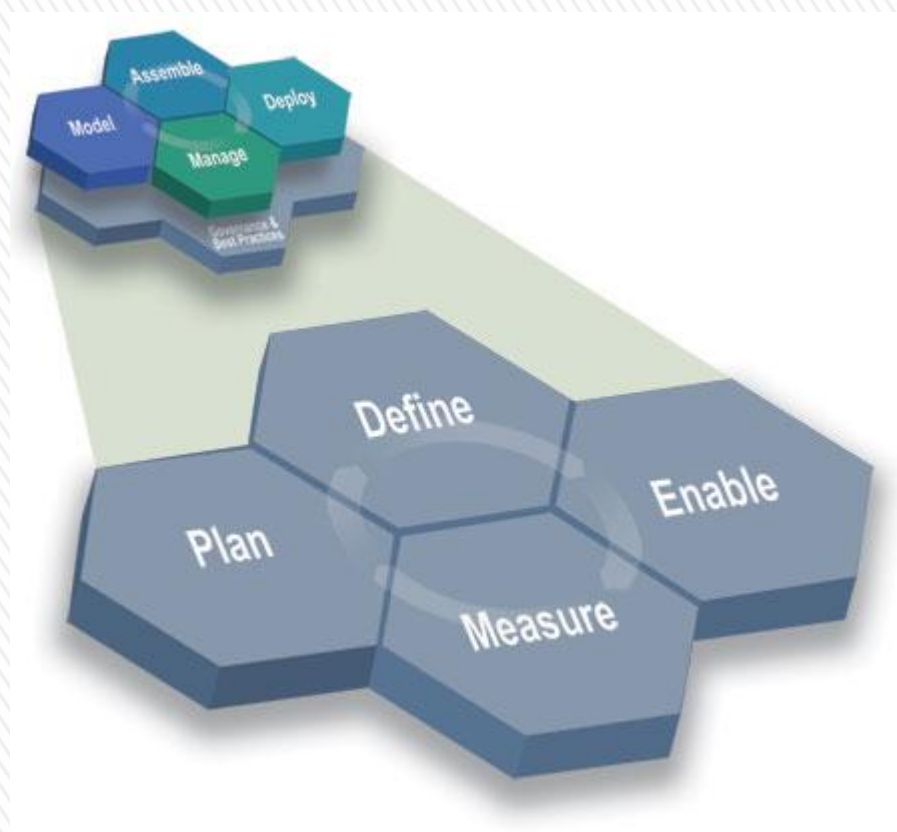 Assemble
Deploy
Model
Manage
Governance &
Best Practices
Define
Enable
Plan
Measure